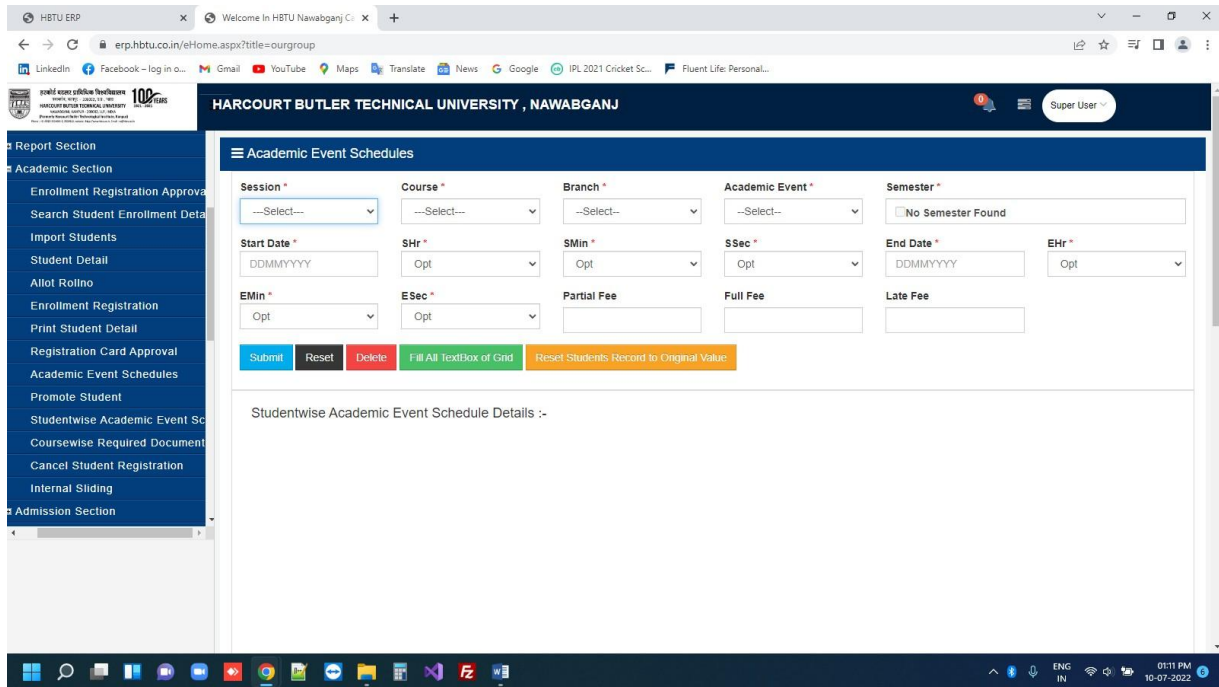 HBTU ERP
Welcome In HBTU Nawabganj C
erp.hbtu.co.in/eHome.aspx?title=ourgroup
LinkedIn Facebook – log in o... Gmail YouTube Maps Translate News Google IPL 2021 Cricket Sc... Fluent Life: Personal...
100 YEARS
HARCOURT BUTLER TECHNICAL UNIVERSITY , NAWABGANJ
0
Super User
Report Section
Academic Section
Enrollment Registration Approva
Search Student Enrollment Deta
Import Students
Student Detail
Allot Rollno
Enrollment Registration
Print Student Detail
Registration Card Approval
Academic Event Schedules
Promote Student
Studentwise Academic Event Sc
Coursewise Required Document
Cancel Student Registration
Internal Sliding
Admission Section
Academic Event Schedules
Session * Course * Branch * Academic Event * Semester *
---Select--- ---Select--- --Select-- --Select-- No Semester Found
Start Date * SHr * SMin * SSec * End Date * EHr *
DDMMYYYY Opt Opt Opt DDMMYYYY Opt
EMin * ESec * Partial Fee Full Fee Late Fee
Opt Opt
Submit Reset Delete Fill All TextBox of Grid Reset Students Record to Original Value
Studentwise Academic Event Schedule Details :-
ENG
IN
01:11 PM
10-07-2022
6